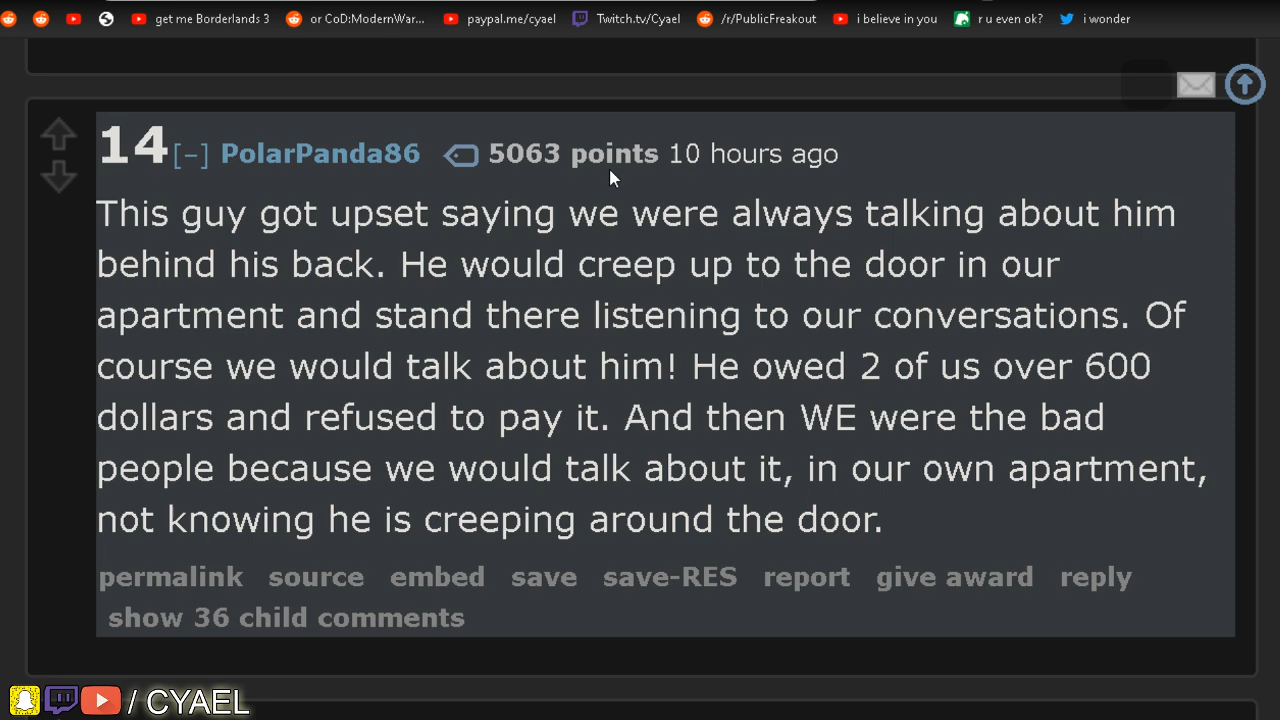 get me Borderlands 3 or CoD:ModernWar... paypal.me/cyael Twitch.tv/Cyael /r/PublicFreakout i believe in you r u even ok? i wonder
14 [–] PolarPanda86 5063 points 10 hours ago
This guy got upset saying we were always talking about him
behind his back. He would creep up to the door in our
apartment and stand there listening to our conversations. Of
course we would talk about him! He owed 2 of us over 600
dollars and refused to pay it. And then WE were the bad
people because we would talk about it, in our own apartment,
not knowing he is creeping around the door.
permalink source embed save save-RES report give award reply
show 36 child comments
/ CYAEL